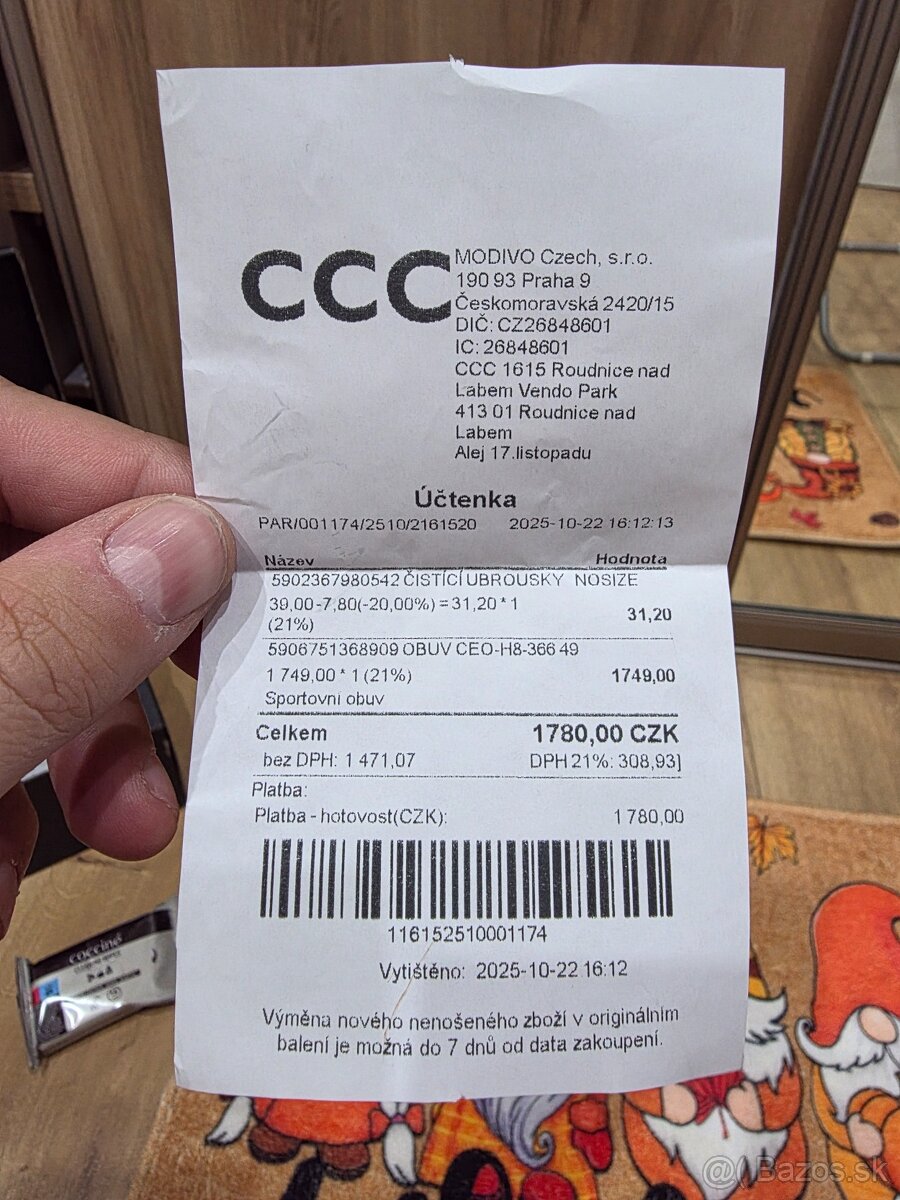 CCC
MODIVO Czech, s.r.o.
190 93 Praha 9
Českomoravská 2420/15
DIČ: CZ26848601
IC: 26848601
CCC 1615 Roudnice nad
Labem Vendo Park
413 01 Roudnice nad
Labem
Alej 17.listopadu
Účtenka
PAR/001174/2510/2161520 2025-10-22 16:12:13
Název Hodnota
5902367980542 ČISTÍCÍ UBROUSKY NOSIZE
39,00-7,80(-20,00%)=31,20*1 31,20
(21%)
5906751368909 OBUV CEO-H8-366 49
1 749,00 * 1 (21%) 1749,00
Sportovni obuv
Celkem 1780,00 CZK
bez DPH: 1 471,07 DPH 21%: 308,93]
Platba:
Platba - hotovost(CZK): 1 780,00
116152510001174
Vytištěno: 2025-10-22 16:12
Výměna nového nenošeného zboží v originálním
balení je možná do 7 dnů od data zakoupení.
coccine
@( Bazos.sk